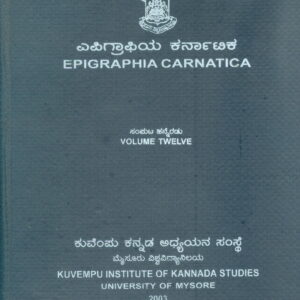 ಎಪಿಗ್ರಾಫಿಯ ಕರ್ನಾಟಿಕ
EPIGRAPHIA CARNATICA
ಸಂಪುಟ ಹನ್ನೆರಡು
VOLUME TWELVE
ಕುವೆಂಪು ಕನ್ನಡ ಅಧ್ಯಯನ ಸಂಸ್ಥೆ
ಮೈಸೂರು ವಿಶ್ವವಿದ್ಯಾನಿಲಯ
KUVEMPU INSTITUTE OF KANNADA STUDIES
UNIVERSITY OF MYSORE
2003